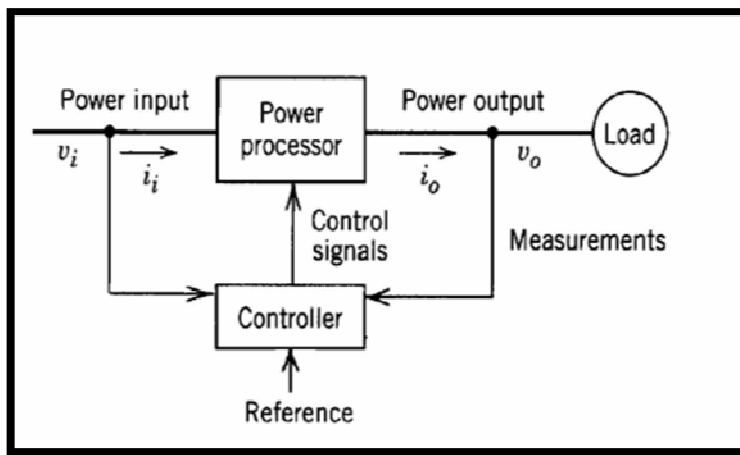 Power input
Power
processor
Power output
Load
v_i
i_i
i_o
v_o
Control
signals
Measurements
Controller
Reference